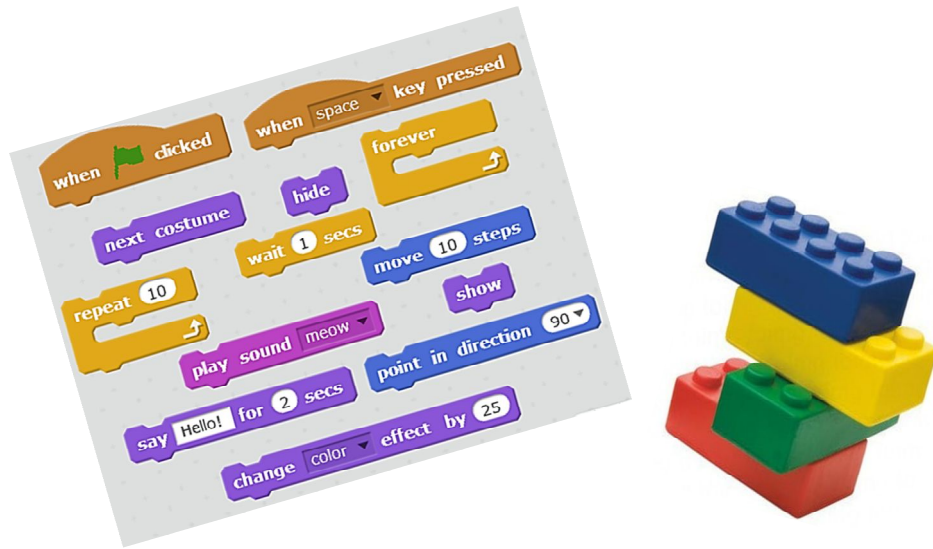 when clicked
when space key pressed
forever
next costume
hide
wait 1 secs
move 10 steps
repeat 10
show
play sound meow
point in direction 90
say Hello! for 2 secs
change color effect by 25